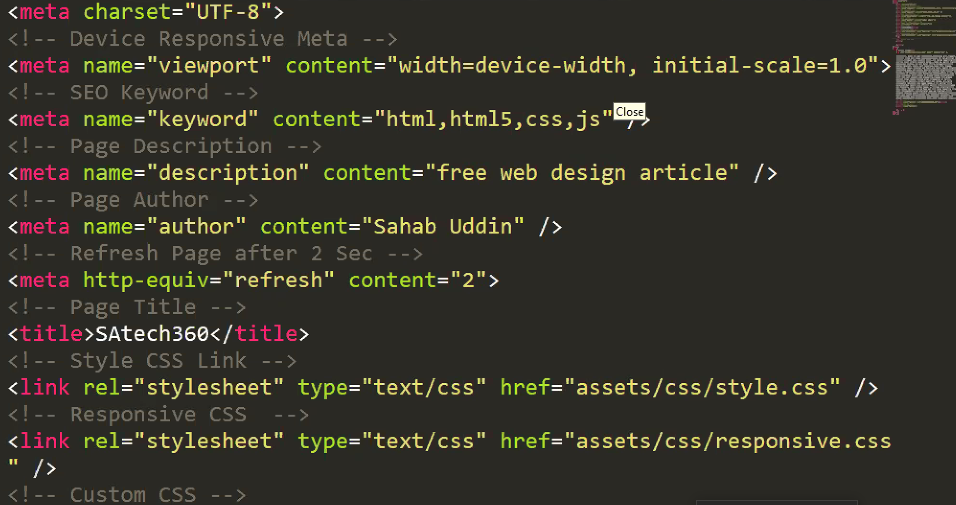 <meta charset="UTF-8">
<!-- Device Responsive Meta -->
<meta name="viewport" content="width=device-width, initial-scale=1.0">
<!-- SEO Keyword -->
<meta name="keyword" content="html,html5,css,js" />
Close
<!-- Page Description -->
<meta name="description" content="free web design article" />
<!-- Page Author -->
<meta name="author" content="Sahab Uddin" />
<!-- Refresh Page after 2 Sec -->
<meta http-equiv="refresh" content="2">
<!-- Page Title -->
<title>SAtech360</title>
<!-- Style CSS Link -->
<link rel="stylesheet" type="text/css" href="assets/css/style.css" />
<!-- Responsive CSS  -->
<link rel="stylesheet" type="text/css" href="assets/css/responsive.css
" />
<!-- Custom CSS -->